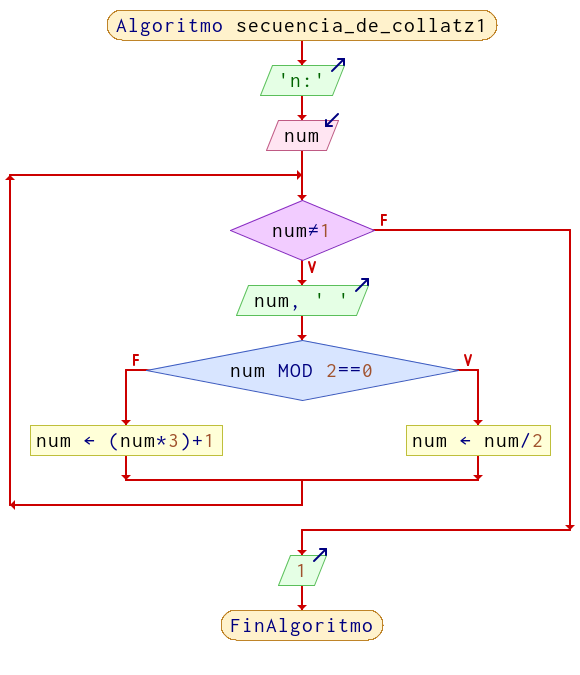 Algoritmo secuencia_de_collatz1
'n:'
num
num≠1
F
V
num, ' '
num MOD 2==0
F
V
num ← (num*3)+1
num ← num/2
1
FinAlgoritmo